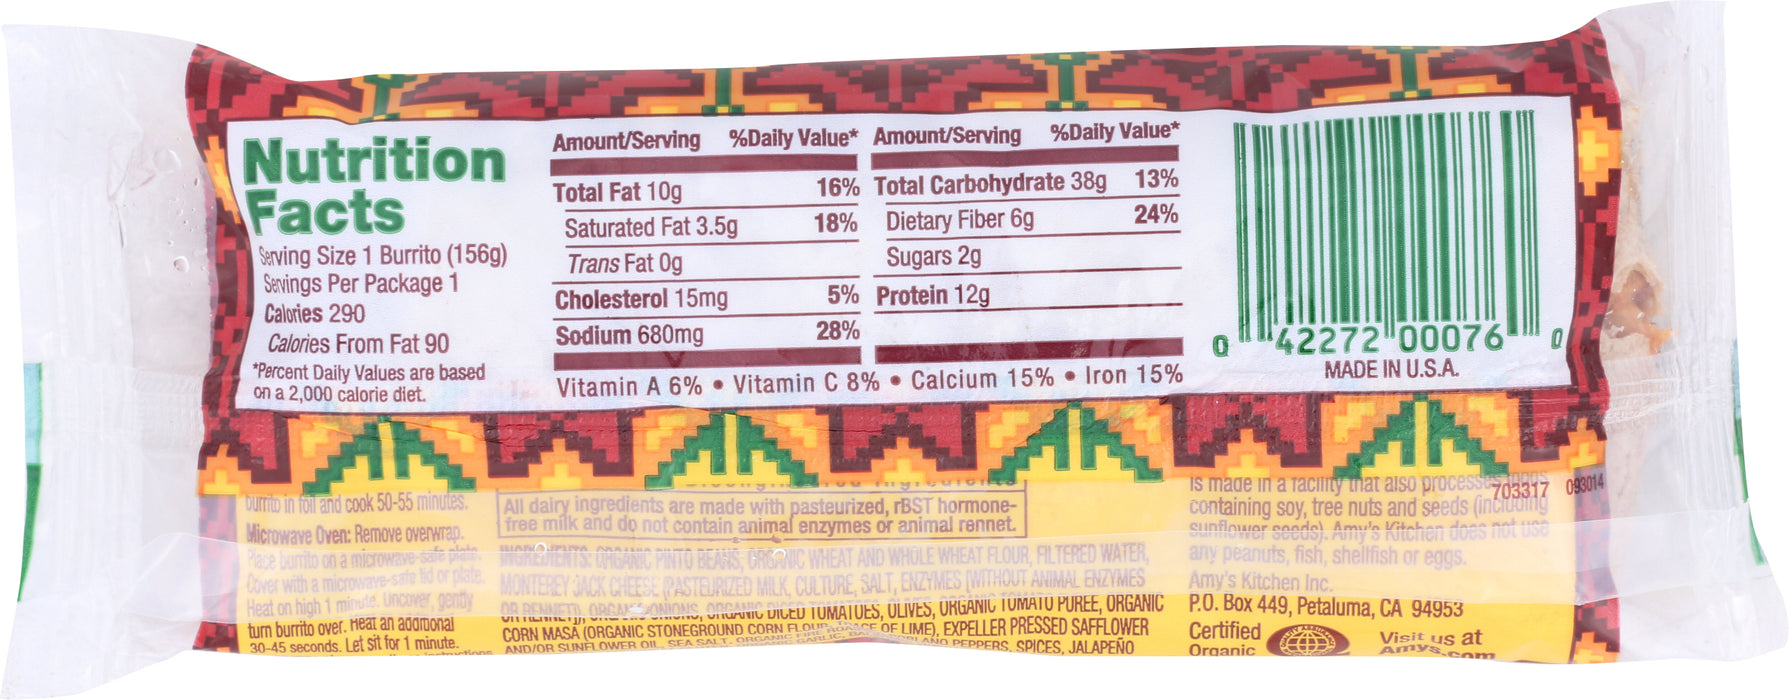 Nutrition
Facts
Serving Size 1 Burrito (156g)
Servings Per Package 1
Calories 290
Calories From Fat 90
*Percent Daily Values are based
on a 2,000 calorie diet.
Amount/Serving %Daily Value*
Total Fat 10g 16%
Saturated Fat 3.5g 18%
Trans Fat 0g
Cholesterol 15mg 5%
Sodium 680mg 28%
Amount/Serving %Daily Value*
Total Carbohydrate 38g 13%
Dietary Fiber 6g 24%
Sugars 2g
Protein 12g
Vitamin A 6% • Vitamin C 8% • Calcium 15% • Iron 15%
0 42272 00076 0
MADE IN U.S.A.
burrito in foil and cook 50-55 minutes.
Microwave Oven: Remove overwrap.
Place burrito on a microwave-safe plate.
Cover with a microwave-safe lid or plate.
Heat on high 1 minute. Uncover, gently
turn burrito over. Heat an additional
30-45 seconds. Let sit for 1 minute.
instructions
All dairy ingredients are made with pasteurized, rBST hormone-
free milk and do not contain animal enzymes or animal rennet.
INGREDIENTS: ORGANIC PINTO BEANS, ORGANIC WHEAT AND WHOLE WHEAT FLOUR, FILTERED WATER,
MONTEREY JACK CHEESE (PASTEURIZED MILK, CULTURE, SALT, ENZYMES [WITHOUT ANIMAL ENZYMES
OR RENNET]), ORGANIC ONIONS, ORGANIC DICED TOMATOES, OLIVES, ORGANIC TOMATO PUREE, ORGANIC
CORN MASA (ORGANIC STONEGROUND CORN FLOUR, TRACE OF LIME), EXPELLER PRESSED SAFFLOWER
AND/OR SUNFLOWER OIL, SEA SALT, ORGANIC GARLIC, PEPPERS, SPICES, JALAPEÑO
is made in a facility that also processes foods
containing soy, tree nuts and seeds (including
sunflower seeds). Amy's Kitchen does not use
any peanuts, fish, shellfish or eggs.
703317 093014
Amy's Kitchen Inc.
P.O. Box 449, Petaluma, CA 94953
Certified
Organic
Visit us at
Amys.com